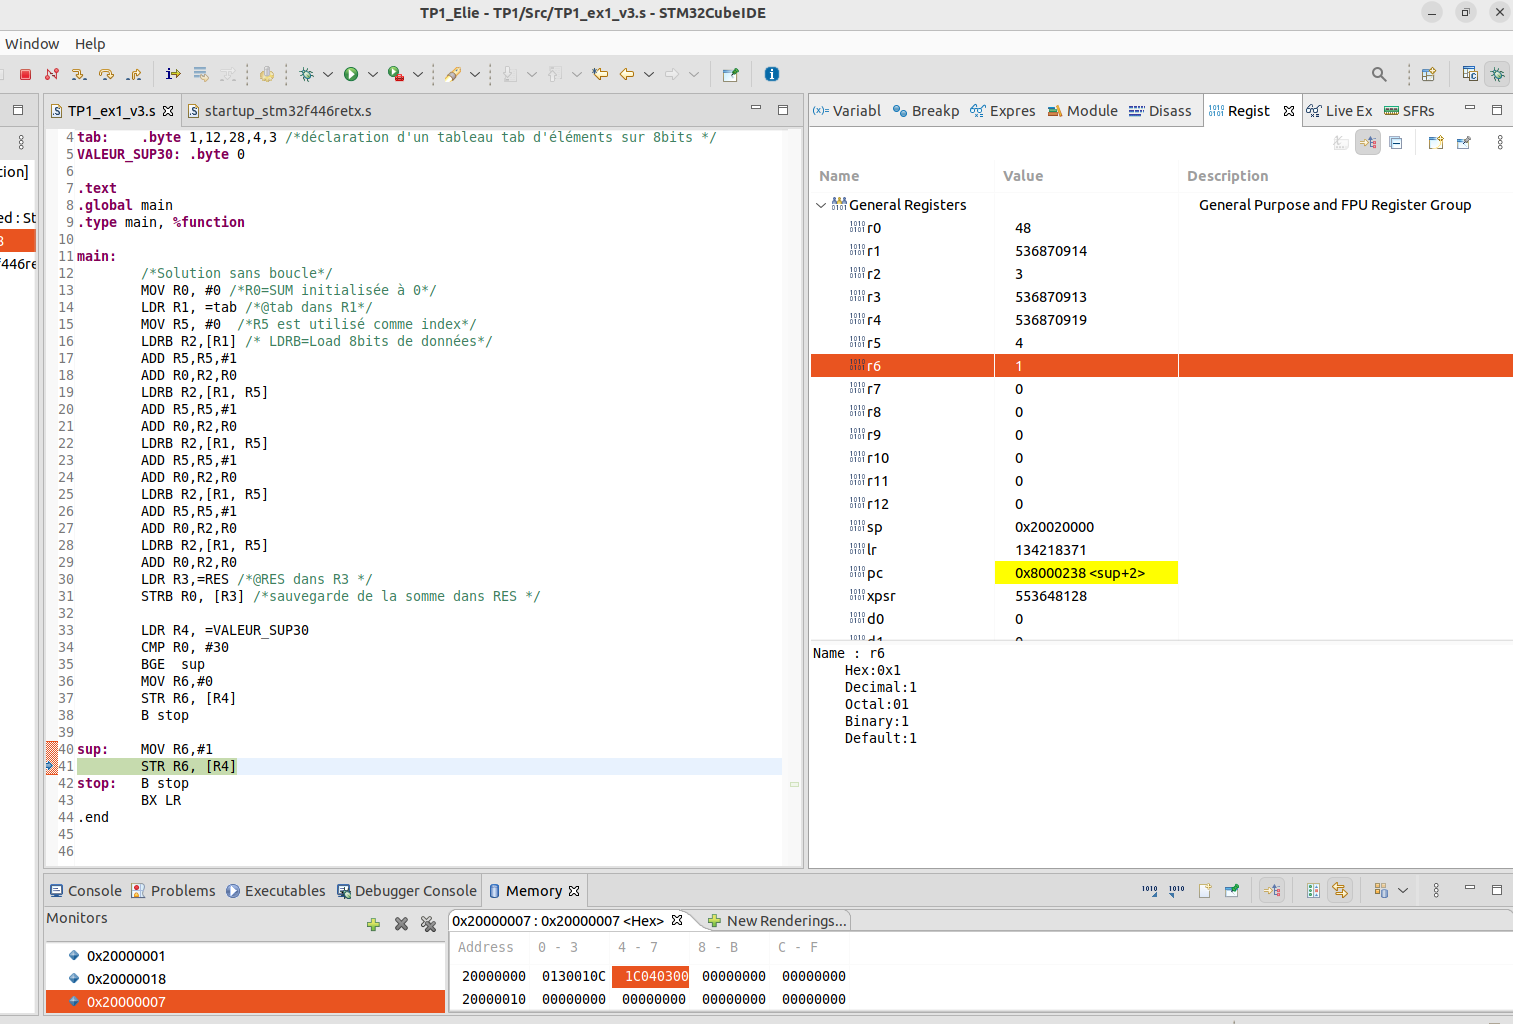 TP1_Elie - TP1/Src/TP1_ex1_v3.s - STM32CubeIDE
Window Help
TP1_ex1_v3.s startup_stm32f446retx.s
4 tab: .byte 1,12,28,4,3 /*déclaration d'un tableau tab d'éléments sur 8bits */
5 VALEUR_SUP30: .byte 0
6
7 .text
8 .global main
9 .type main, %function
10
11 main:
12 /*Solution sans boucle*/
13 MOV R0, #0 /*R0=SUM initialisée à 0*/
14 LDR R1, =tab /*@tab dans R1*/
15 MOV R5, #0 /*R5 est utilisé comme index*/
16 LDRB R2,[R1] /* LDRB=Load 8bits de données*/
17 ADD R5,R5,#1
18 ADD R0,R2,R0
19 LDRB R2,[R1, R5]
20 ADD R5,R5,#1
21 ADD R0,R2,R0
22 LDRB R2,[R1, R5]
23 ADD R5,R5,#1
24 ADD R0,R2,R0
25 LDRB R2,[R1, R5]
26 ADD R5,R5,#1
27 ADD R0,R2,R0
28 LDRB R2,[R1, R5]
29 ADD R0,R2,R0
30 LDR R3,=RES /*@RES dans R3 */
31 STRB R0, [R3] /*sauvegarde de la somme dans RES */
32
33 LDR R4, =VALEUR_SUP30
34 CMP R0, #30
35 BGE sup
36 MOV R6,#0
37 STR R6, [R4]
38 B stop
39
40 sup: MOV R6,#1
41 STR R6, [R4]
42 stop: B stop
43 BX LR
44 .end
45
46
tion]
ed : St
3
f446re
(x)= Variabl Breakp Expres Module Disass Regist Live Ex SFRs
Name Value Description
General Registers General Purpose and FPU Register Group
r0 48
r1 536870914
r2 3
r3 536870913
r4 536870919
r5 4
r6 1
r7 0
r8 0
r9 0
r10 0
r11 0
r12 0
sp 0x20020000
lr 134218371
pc 0x8000238 <sup+2>
xpsr 553648128
d0 0
d1 0
Name : r6
Hex:0x1
Decimal:1
Octal:01
Binary:1
Default:1
Console Problems Executables Debugger Console Memory
Monitors
0x20000001
0x20000018
0x20000007
0x20000007 : 0x20000007 <Hex> New Renderings...
Address 0 - 3 4 - 7 8 - B C - F
20000000 0130010C 1C040300 00000000 00000000
20000010 00000000 00000000 00000000 00000000